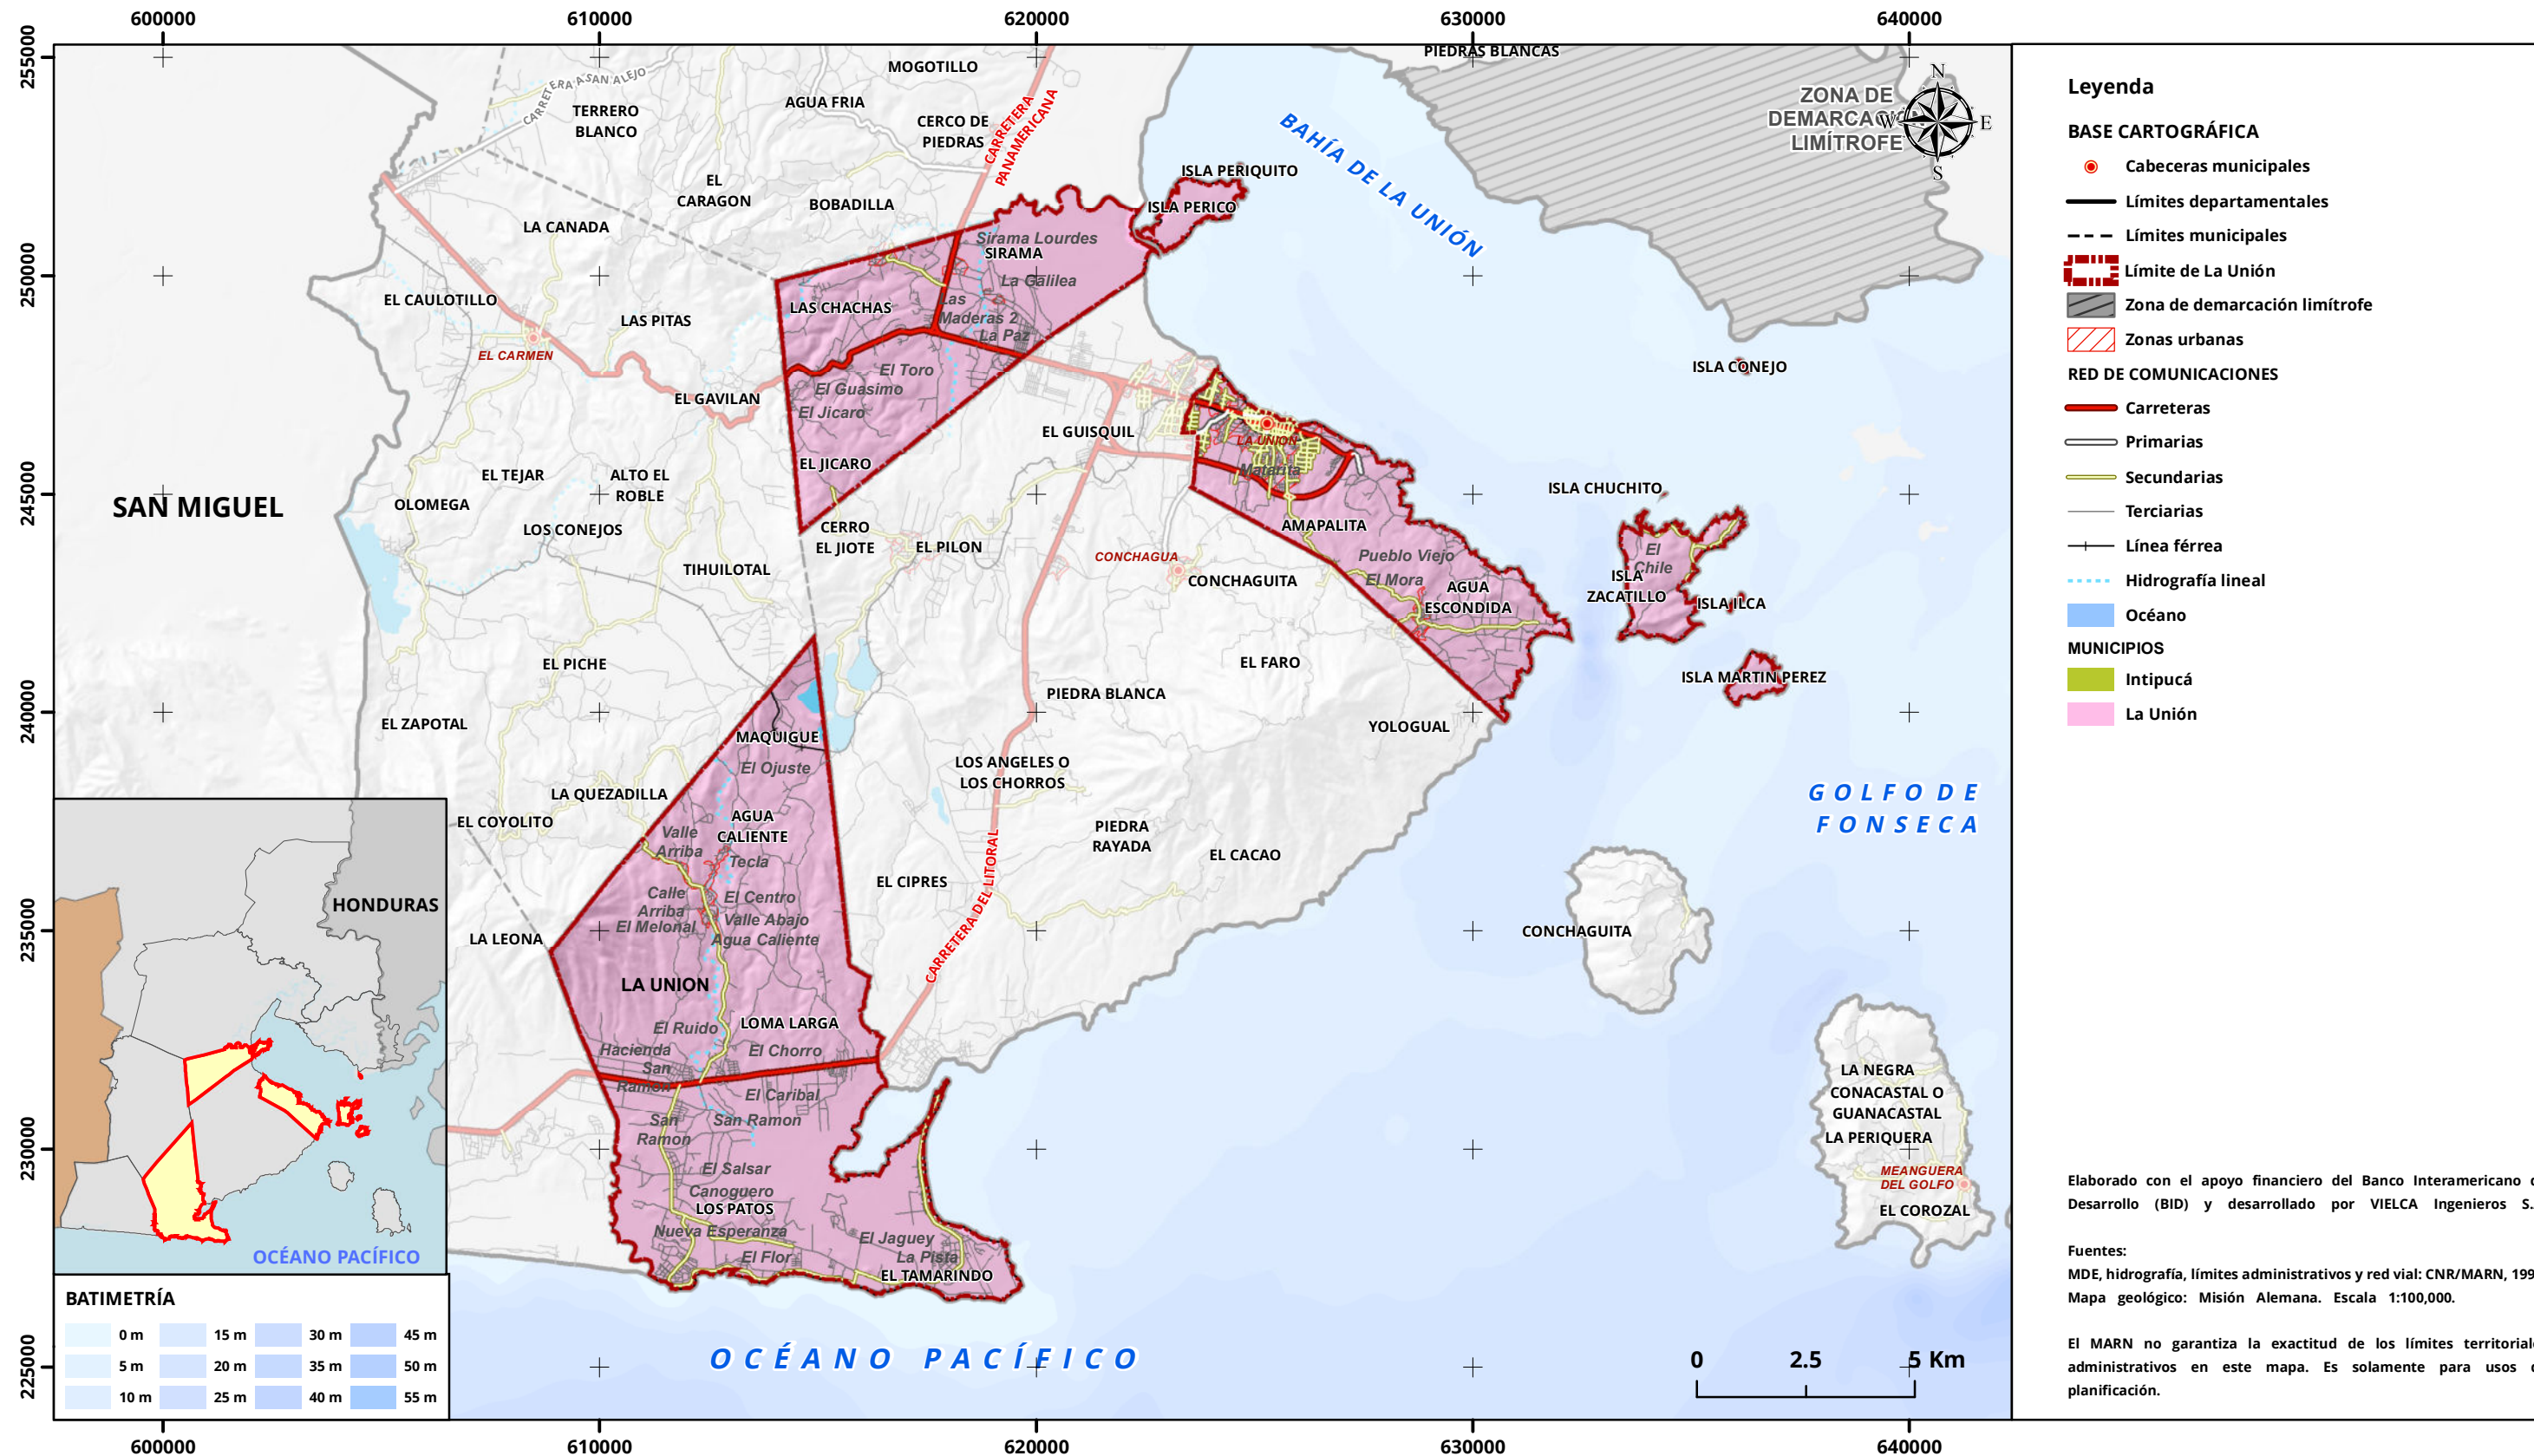 600000
610000
620000
630000
640000
255000
250000
245000
240000
235000
230000
225000
PIEDRAS BLANCAS
MOGOTILLO
CARRETERA A SAN ALEJO
TERRERO
BLANCO
AGUA FRIA
CERCO DE
PIEDRAS
CARRETERA
PANAMERICANA
BAHÍA DE LA UNIÓN
ZONA DE
DEMARCACIÓN
LIMÍTROFE
N
W
E
S
ISLA PERIQUITO
ISLA PERICO
EL
CARAGON
BOBADILLA
LA CANADA
Sirama Lourdes
SIRAMA
La Galilea
EL CAULOTILLO
LAS PITAS
LAS CHACHAS
Las
Maderas 2
La Paz
EL CARMEN
El Toro
El Guasimo
El Jicaro
EL GAVILAN
ISLA CONEJO
EL GUISQUIL
LA UNION
Matarita
EL JICARO
EL TEJAR
ALTO EL
ROBLE
SAN MIGUEL
OLOMEGA
LOS CONEJOS
ISLA CHUCHITO
CERRO
EL JIOTE
EL PILON
AMAPALITA
CONCHAGUA
Pueblo Viejo
El Mora
El
Chile
TIHUILOTAL
CONCHAGUITA
AGUA
ESCONDIDA
ISLA
ZACATILLO
ISLA ILCA
EL PICHE
EL FARO
ISLA MARTIN PEREZ
PIEDRA BLANCA
EL ZAPOTAL
YOLOGUAL
MAQUIGUE
El Ojuste
LOS ANGELES O
LOS CHORROS
GOLFO DE
FONSECA
LA QUEZADILLA
EL COYOLITO
AGUA
CALIENTE
Valle
Arriba
Tecla
PIEDRA
RAYADA
EL CACAO
EL CIPRES
CARRETERA DEL LITORAL
Calle
Arriba
El Melonal
El Centro
Valle Abajo
Agua Caliente
LA LEONA
CONCHAGUITA
LA UNION
LOMA LARGA
El Ruido
Hacienda
San
Ramon
El Chorro
El Caribal
San
Ramon
San Ramon
LA NEGRA
CONACASTAL O
GUANACASTAL
LA PERIQUERA
MEANGUERA
DEL GOLFO
EL COROZAL
El Salsar
Canoguero
LOS PATOS
Nueva Esperanza
El Flor
El Jaguey
La Pista
EL TAMARINDO
OCÉANO PACÍFICO
0 2.5 5 Km
HONDURAS
OCÉANO PACÍFICO
BATIMETRÍA
0 m 15 m 30 m 45 m
5 m 20 m 35 m 50 m
10 m 25 m 40 m 55 m
600000
610000
620000
630000
640000
Leyenda
BASE CARTOGRÁFICA
Cabeceras municipales
Límites departamentales
Límites municipales
Límite de La Unión
Zona de demarcación limítrofe
Zonas urbanas
RED DE COMUNICACIONES
Carreteras
Primarias
Secundarias
Terciarias
Línea férrea
Hidrografía lineal
Océano
MUNICIPIOS
Intipucá
La Unión
Elaborado con el apoyo financiero del Banco Interamericano
Desarrollo (BID) y desarrollado por VIELCA Ingenieros S.
Fuentes:
MDE, hidrografía, límites administrativos y red vial: CNR/MARN, 199
Mapa geológico: Misión Alemana. Escala 1:100,000.
El MARN no garantiza la exactitud de los límites territoriale
administrativos en este mapa. Es solamente para usos
planificación.